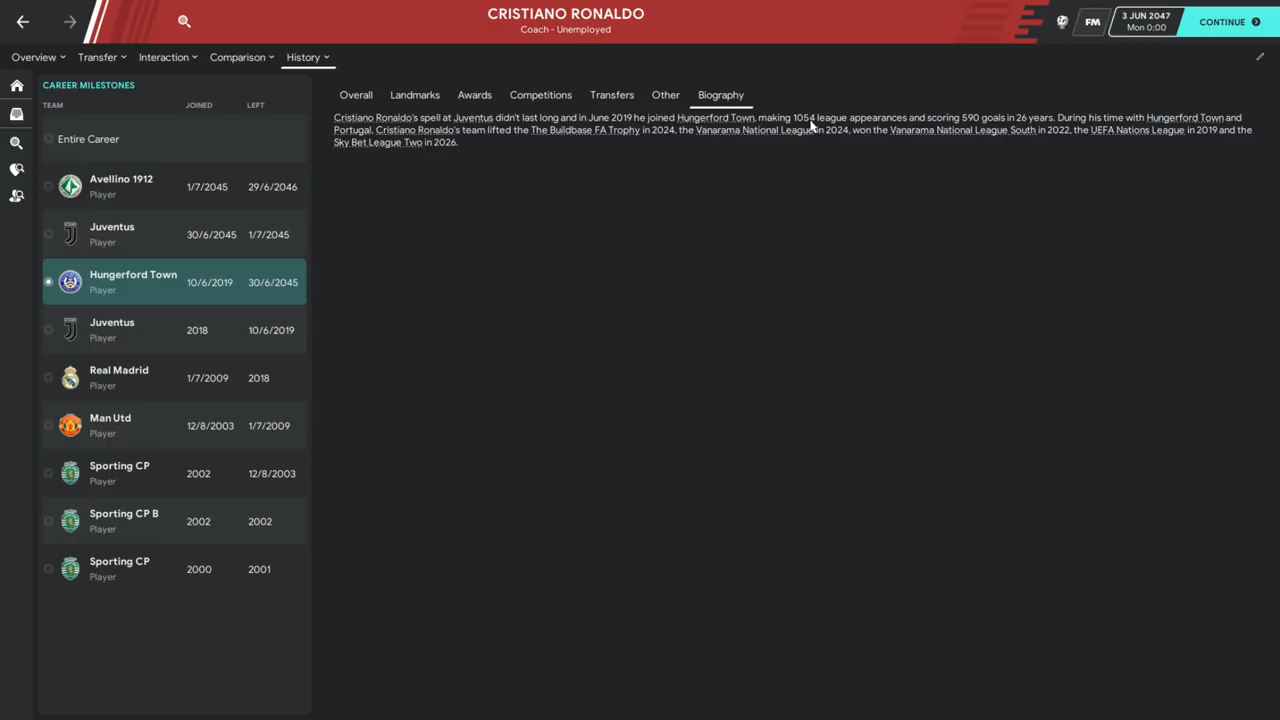 CRISTIANO RONALDO
Coach - Unemployed
FM
3 JUN 2047
Mon 0:00
CONTINUE
Overview
Transfer
Interaction
Comparison
History
CAREER MILESTONES
TEAM JOINED LEFT
Entire Career
Avellino 1912
Player
1/7/2045 29/6/2046
Juventus
Player
30/6/2045 1/7/2045
Hungerford Town
Player
10/6/2019 30/6/2045
Juventus
Player
2018 10/6/2019
Real Madrid
Player
1/7/2009 2018
Man Utd
Player
12/8/2003 1/7/2009
Sporting CP
Player
2002 12/8/2003
Sporting CP B
Player
2002 2002
Sporting CP
Player
2000 2001
Overall Landmarks Awards Competitions Transfers Other Biography
Cristiano Ronaldo's spell at Juventus didn't last long and in June 2019 he joined Hungerford Town, making 1054 league appearances and scoring 590 goals in 26 years. During his time with Hungerford Town and
Portugal, Cristiano Ronaldo's team lifted the The Buildbase FA Trophy in 2024, the Vanarama National League in 2024, won the Vanarama National League South in 2022, the UEFA Nations League in 2019 and the
Sky Bet League Two in 2026.